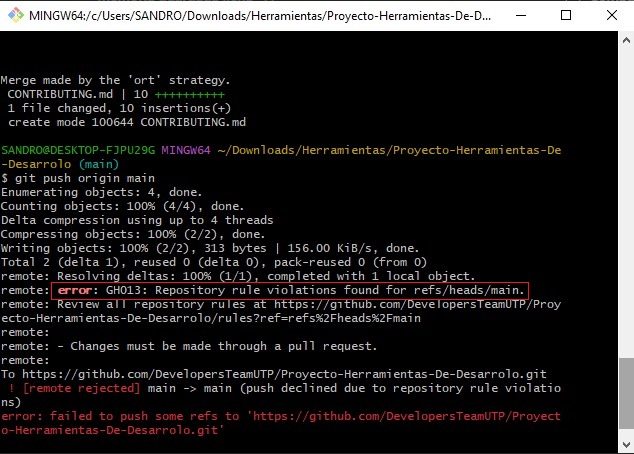 MINGW64:/c/Users/SANDRO/Downloads/Herramientas/Proyecto-Herramientas-De-D...
Merge made by the 'ort' strategy.
 CONTRIBUTING.md | 10 ++++++++++
 1 file changed, 10 insertions(+)
 create mode 100644 CONTRIBUTING.md
SANDRO@DESKTOP-FJPU29G MINGW64 ~/Downloads/Herramientas/Proyecto-Herramientas-De
-Desarrolo (main)
$ git push origin main
Enumerating objects: 4, done.
Counting objects: 100% (4/4), done.
Delta compression using up to 4 threads
Compressing objects: 100% (2/2), done.
Writing objects: 100% (2/2), 313 bytes | 156.00 KiB/s, done.
Total 2 (delta 1), reused 0 (delta 0), pack-reused 0 (from 0)
remote: Resolving deltas: 100% (1/1), completed with 1 local object.
remote: error: GH013: Repository rule violations found for refs/heads/main.
remote: Review all repository rules at https://github.com/DevelopersTeamUTP/Proy
ecto-Herramientas-De-Desarrolo/rules?ref=refs%2Fheads%2Fmain
remote:
remote: - Changes must be made through a pull request.
remote:
To https://github.com/DevelopersTeamUTP/Proyecto-Herramientas-De-Desarrolo.git
 ! [remote rejected] main -> main (push declined due to repository rule violatio
ns)
error: failed to push some refs to 'https://github.com/DevelopersTeamUTP/Proyect
o-Herramientas-De-Desarrolo.git'